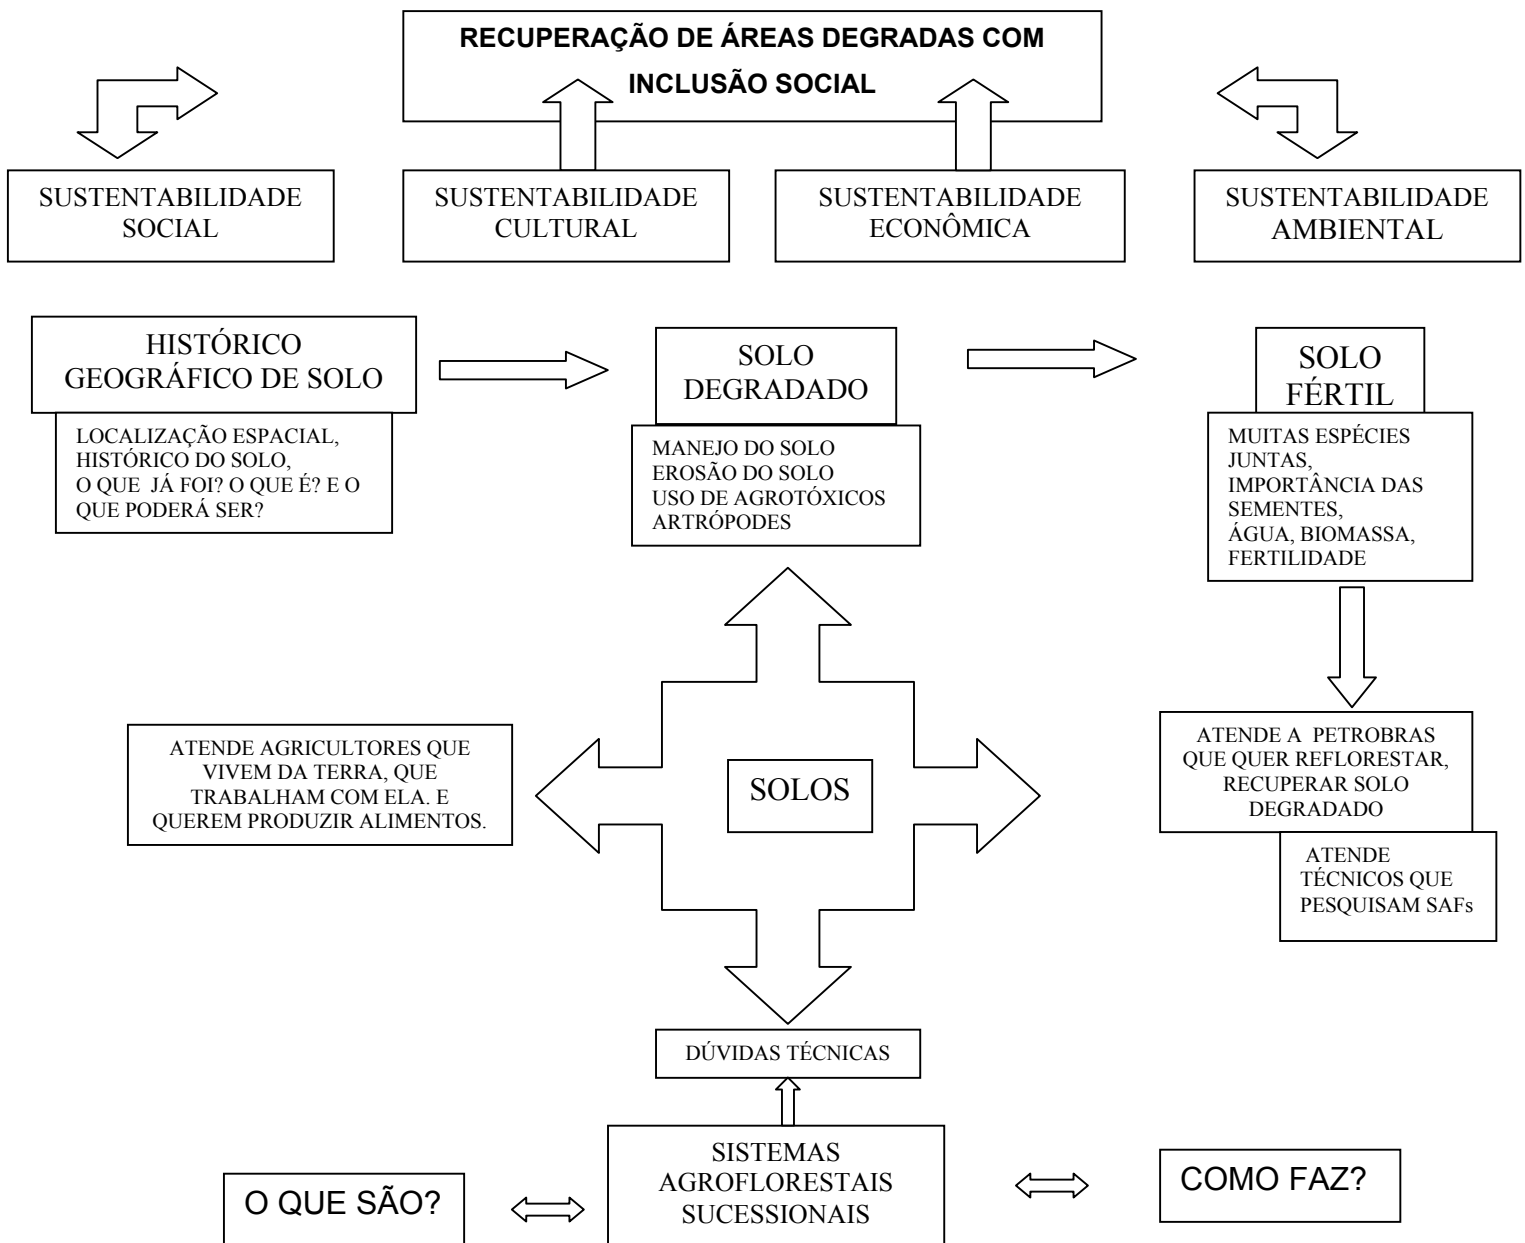 RECUPERAÇÃO DE ÁREAS DEGRADAS COM
INCLUSÃO SOCIAL
SUSTENTABILIDADE
SOCIAL
SUSTENTABILIDADE
CULTURAL
SUSTENTABILIDADE
ECONÔMICA
SUSTENTABILIDADE
AMBIENTAL
HISTÓRICO
GEOGRÁFICO DE SOLO
LOCALIZAÇÃO ESPACIAL,
HISTÓRICO DO SOLO,
O QUE JÁ FOI? O QUE É? E O
QUE PODERÁ SER?
SOLO
DEGRADADO
MANEJO DO SOLO
EROSÃO DO SOLO
USO DE AGROTÓXICOS
ARTRÓPODES
SOLO
FÉRTIL
MUITAS ESPÉCIES
JUNTAS,
IMPORTÂNCIA DAS
SEMENTES,
ÁGUA, BIOMASSA,
FERTILIDADE
ATENDE AGRICULTORES QUE
VIVEM DA TERRA, QUE
TRABALHAM COM ELA. E
QUEREM PRODUZIR ALIMENTOS.
SOLOS
ATENDE A PETROBRAS
QUE QUER REFLORESTAR,
RECUPERAR SOLO
DEGRADADO
ATENDE
TÉCNICOS QUE
PESQUISAM SAFs
DÚVIDAS TÉCNICAS
O QUE SÃO?
SISTEMAS
AGROFLORESTAIS
SUCESSIONAIS
COMO FAZ?